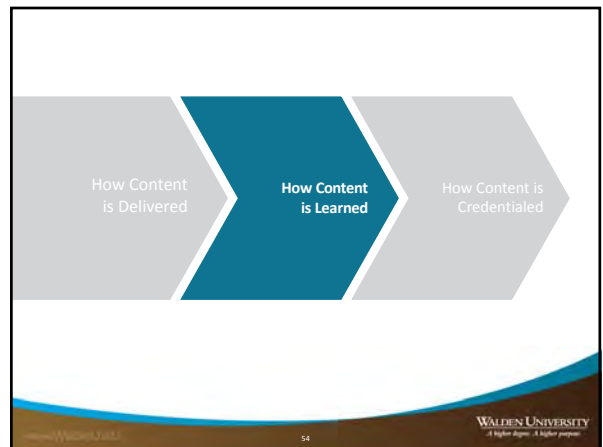 How Content
is Delivered
How Content
is Learned
How Content is
Credentialed
54
WALDEN UNIVERSITY
A higher degree. A higher purpose.